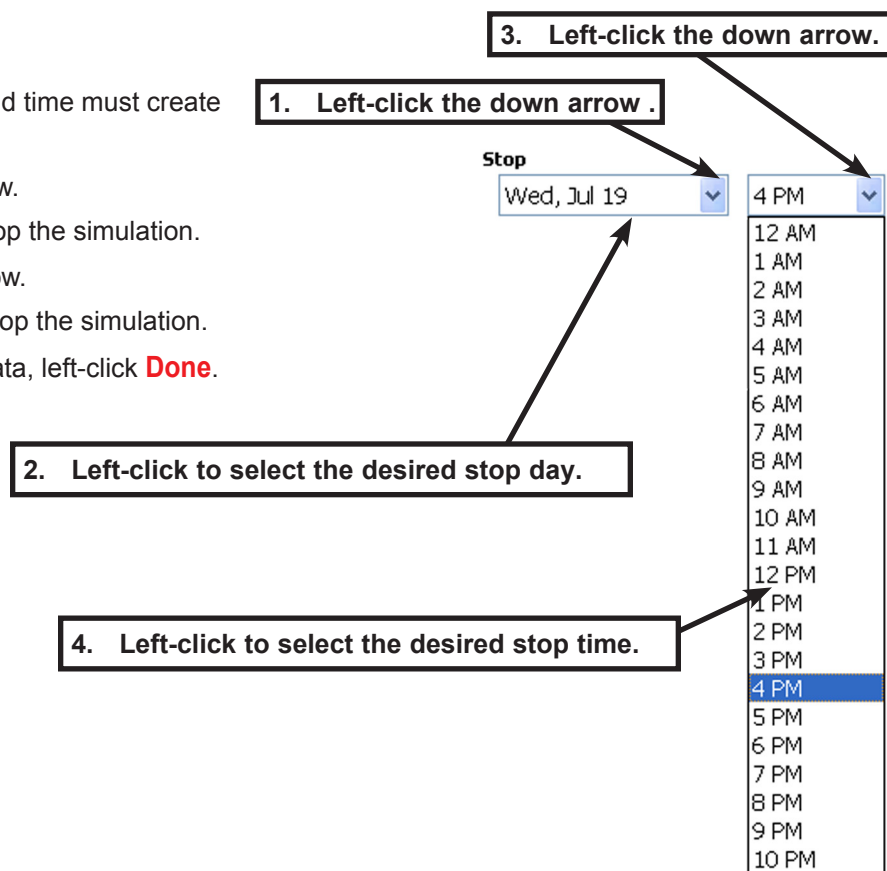 3. Left-click the down arrow.
d time must create
1. Left-click the down arrow .
Stop
w.
Wed, Jul 19
4 PM
op the simulation.
ow.
op the simulation.
ata, left-click Done.
2. Left-click to select the desired stop day.
4. Left-click to select the desired stop time.
12 AM
1 AM
2 AM
3 AM
4 AM
5 AM
6 AM
7 AM
8 AM
9 AM
10 AM
11 AM
12 PM
1 PM
2 PM
3 PM
4 PM
5 PM
6 PM
7 PM
8 PM
9 PM
10 PM